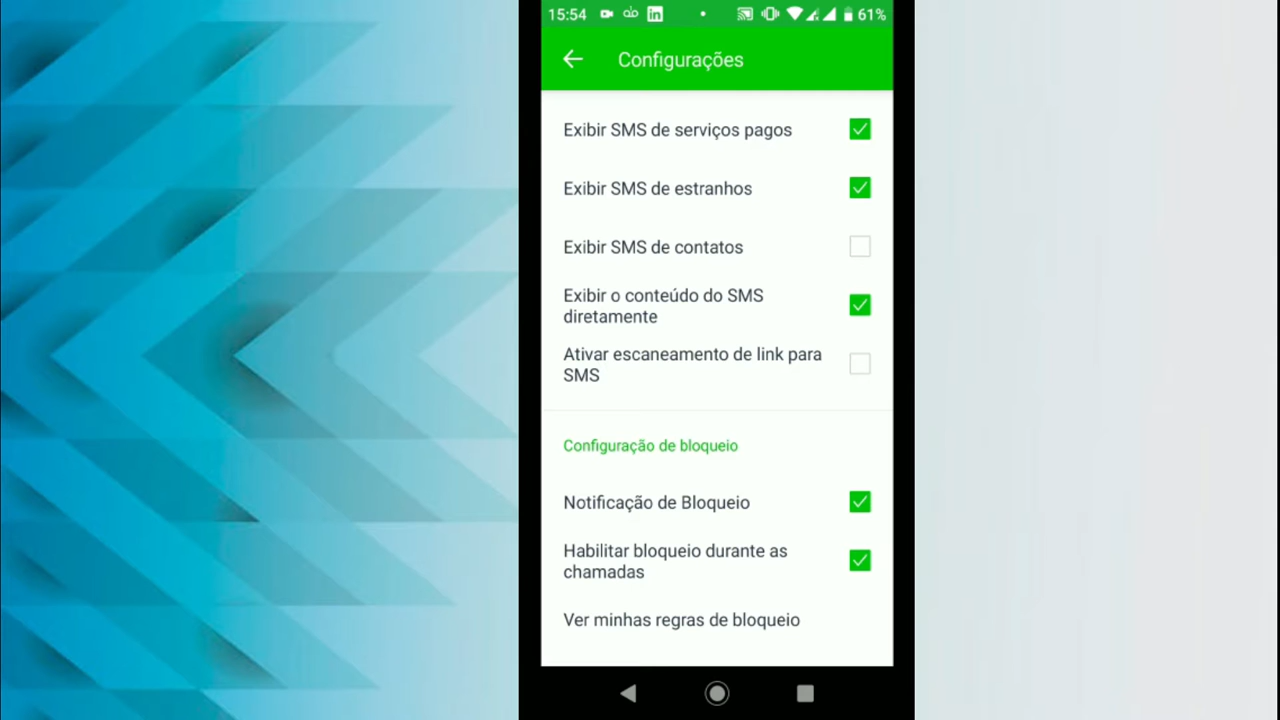 15:54
61%
Configurações
Exibir SMS de serviços pagos
Exibir SMS de estranhos
Exibir SMS de contatos
Exibir o conteúdo do SMS
diretamente
Ativar escaneamento de link para
SMS
Configuração de bloqueio
Notificação de Bloqueio
Habilitar bloqueio durante as
chamadas
Ver minhas regras de bloqueio